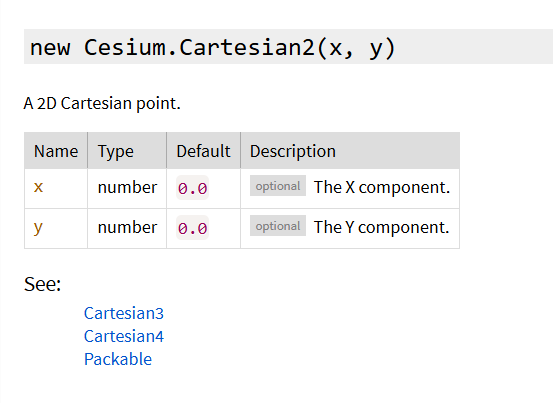 new Cesium.Cartesian2(x, y)
A 2D Cartesian point.
Name Type Default Description
x number 0.0 optional The X component.
y number 0.0 optional The Y component.
See:
Cartesian3
Cartesian4
Packable